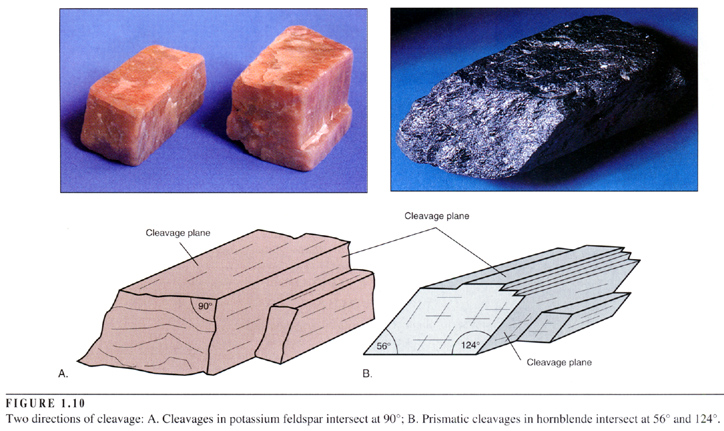 Cleavage plane
Cleavage plane
90°
56°
124°
Cleavage plane
A.
B.
FIGURE 1.10
Two directions of cleavage: A. Cleavages in potassium feldspar intersect at 90°; B. Prismatic cleavages in hornblende intersect at 56° and 124°.